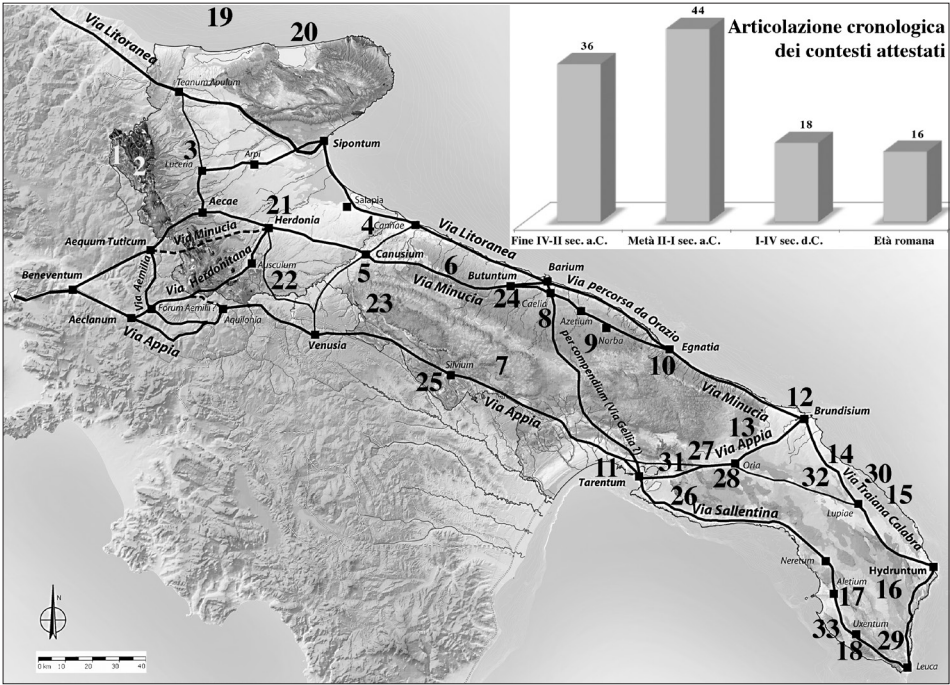 19
20
Via Litoranea
Teanum Apulum
1
2
3
Luceria
Arpi
Sipontum
Aecae
21
Herdonia
Salapia
4
Cannae
Via Litoranea
Aequum Tuticum
Via Minucia
Via Herdonitana
Ausculum
22
5
Canusium
6
Via Minucia
Butuntum
24
Barium
Caelia
8
Via percorsa da Orazio
Beneventum
Via Aemilia
Forum Aemilii ?
Aquilonia
Aeclanum
Via Appia
Venusia
23
7
Silvium
25
Via Appia
Azetium
9
Norba
10
Egnatia
per compendium (Via Gellia ?)
Via Minucia
12
Brundisium
13
Via Appia
27
28
Oria
11
Tarentum
31
26
Via Sallentina
14
32
30
15
Via Traiana Calabra
Lupiae
Neretum
Aletium
17
Hydruntum
16
33
Uxentum
18
29
Leuca
N
0 km 10 20 30 40
Articolazione cronologica
dei contesti attestati
36
44
18
16
Fine IV-II sec. a.C.
Metà II-I sec. a.C.
I-IV sec. d.C.
Età romana